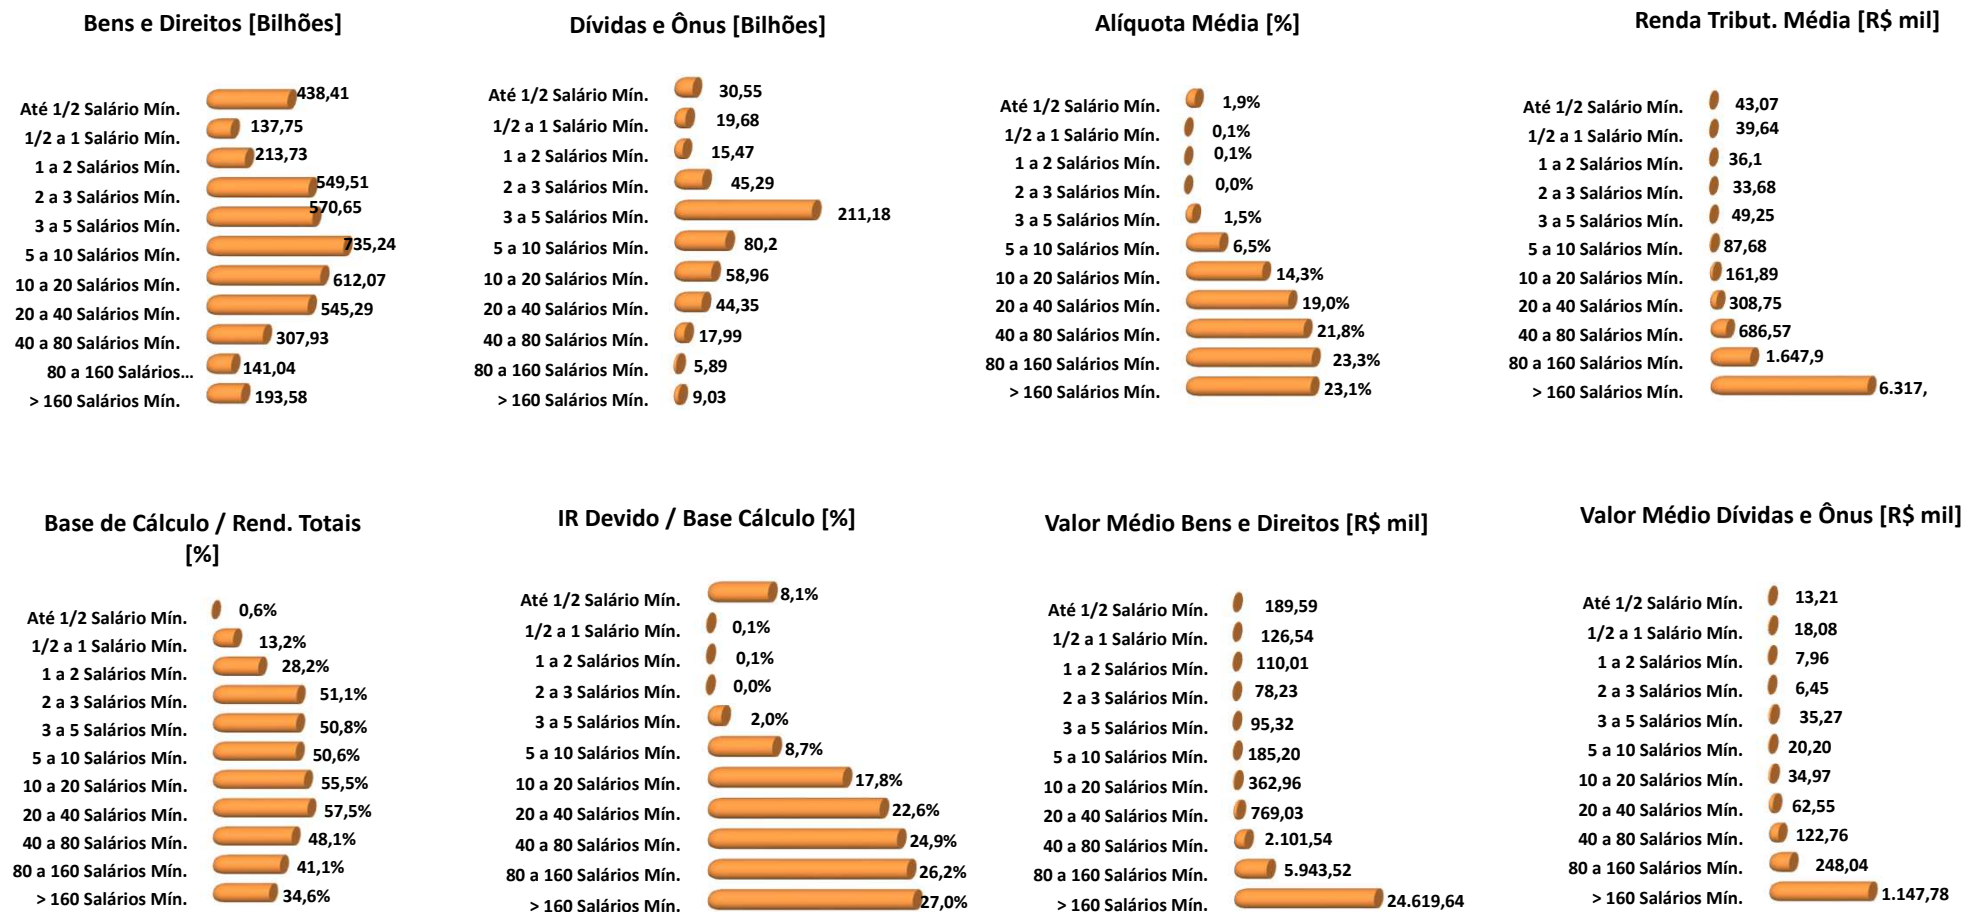 Bens e Direitos [Bilhões]
Até 1/2 Salário Mín. 438,41
1/2 a 1 Salário Mín. 137,75
1 a 2 Salários Mín. 213,73
2 a 3 Salários Mín. 549,51
3 a 5 Salários Mín. 570,65
5 a 10 Salários Mín. 735,24
10 a 20 Salários Mín. 612,07
20 a 40 Salários Mín. 545,29
40 a 80 Salários Mín. 307,93
80 a 160 Salários... 141,04
> 160 Salários Mín. 193,58
Dívidas e Ônus [Bilhões]
Até 1/2 Salário Mín. 30,55
1/2 a 1 Salário Mín. 19,68
1 a 2 Salários Mín. 15,47
2 a 3 Salários Mín. 45,29
3 a 5 Salários Mín. 211,18
5 a 10 Salários Mín. 80,2
10 a 20 Salários Mín. 58,96
20 a 40 Salários Mín. 44,35
40 a 80 Salários Mín. 17,99
80 a 160 Salários Mín. 5,89
> 160 Salários Mín. 9,03
Alíquota Média [%]
Até 1/2 Salário Mín. 1,9%
1/2 a 1 Salário Mín. 0,1%
1 a 2 Salários Mín. 0,1%
2 a 3 Salários Mín. 0,0%
3 a 5 Salários Mín. 1,5%
5 a 10 Salários Mín. 6,5%
10 a 20 Salários Mín. 14,3%
20 a 40 Salários Mín. 19,0%
40 a 80 Salários Mín. 21,8%
80 a 160 Salários Mín. 23,3%
> 160 Salários Mín. 23,1%
Renda Tribut. Média [R$ mil]
Até 1/2 Salário Mín. 43,07
1/2 a 1 Salário Mín. 39,64
1 a 2 Salários Mín. 36,1
2 a 3 Salários Mín. 33,68
3 a 5 Salários Mín. 49,25
5 a 10 Salários Mín. 87,68
10 a 20 Salários Mín. 161,89
20 a 40 Salários Mín. 308,75
40 a 80 Salários Mín. 686,57
80 a 160 Salários Mín. 1.647,9
> 160 Salários Mín. 6.317,
Base de Cálculo / Rend. Totais
[%]
Até 1/2 Salário Mín. 0,6%
1/2 a 1 Salário Mín. 13,2%
1 a 2 Salários Mín. 28,2%
2 a 3 Salários Mín. 51,1%
3 a 5 Salários Mín. 50,8%
5 a 10 Salários Mín. 50,6%
10 a 20 Salários Mín. 55,5%
20 a 40 Salários Mín. 57,5%
40 a 80 Salários Mín. 48,1%
80 a 160 Salários Mín. 41,1%
> 160 Salários Mín. 34,6%
IR Devido / Base Cálculo [%]
Até 1/2 Salário Mín. 8,1%
1/2 a 1 Salário Mín. 0,1%
1 a 2 Salários Mín. 0,1%
2 a 3 Salários Mín. 0,0%
3 a 5 Salários Mín. 2,0%
5 a 10 Salários Mín. 8,7%
10 a 20 Salários Mín. 17,8%
20 a 40 Salários Mín. 22,6%
40 a 80 Salários Mín. 24,9%
80 a 160 Salários Mín. 26,2%
> 160 Salários Mín. 27,0%
Valor Médio Bens e Direitos [R$ mil]
Até 1/2 Salário Mín. 189,59
1/2 a 1 Salário Mín. 126,54
1 a 2 Salários Mín. 110,01
2 a 3 Salários Mín. 78,23
3 a 5 Salários Mín. 95,32
5 a 10 Salários Mín. 185,20
10 a 20 Salários Mín. 362,96
20 a 40 Salários Mín. 769,03
40 a 80 Salários Mín. 2.101,54
80 a 160 Salários Mín. 5.943,52
> 160 Salários Mín. 24.619,64
Valor Médio Dívidas e Ônus [R$ mil]
Até 1/2 Salário Mín. 13,21
1/2 a 1 Salário Mín. 18,08
1 a 2 Salários Mín. 7,96
2 a 3 Salários Mín. 6,45
3 a 5 Salários Mín. 35,27
5 a 10 Salários Mín. 20,20
10 a 20 Salários Mín. 34,97
20 a 40 Salários Mín. 62,55
40 a 80 Salários Mín. 122,76
80 a 160 Salários Mín. 248,04
> 160 Salários Mín. 1.147,78